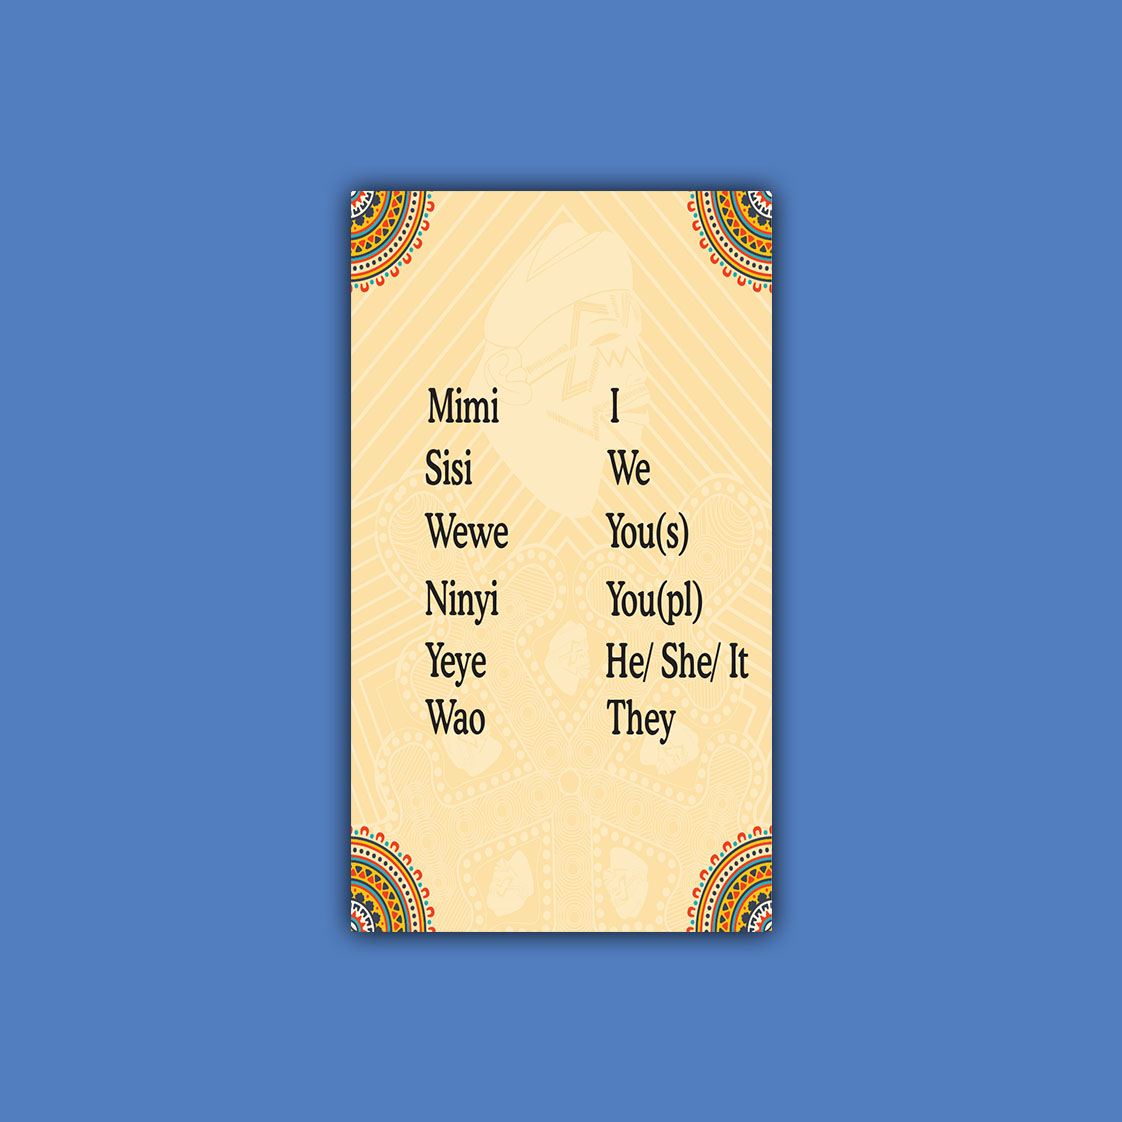 Mimi I
Sisi We
Wewe You(s)
Ninyi You(pl)
Yeye He/ She/ It
Wao They